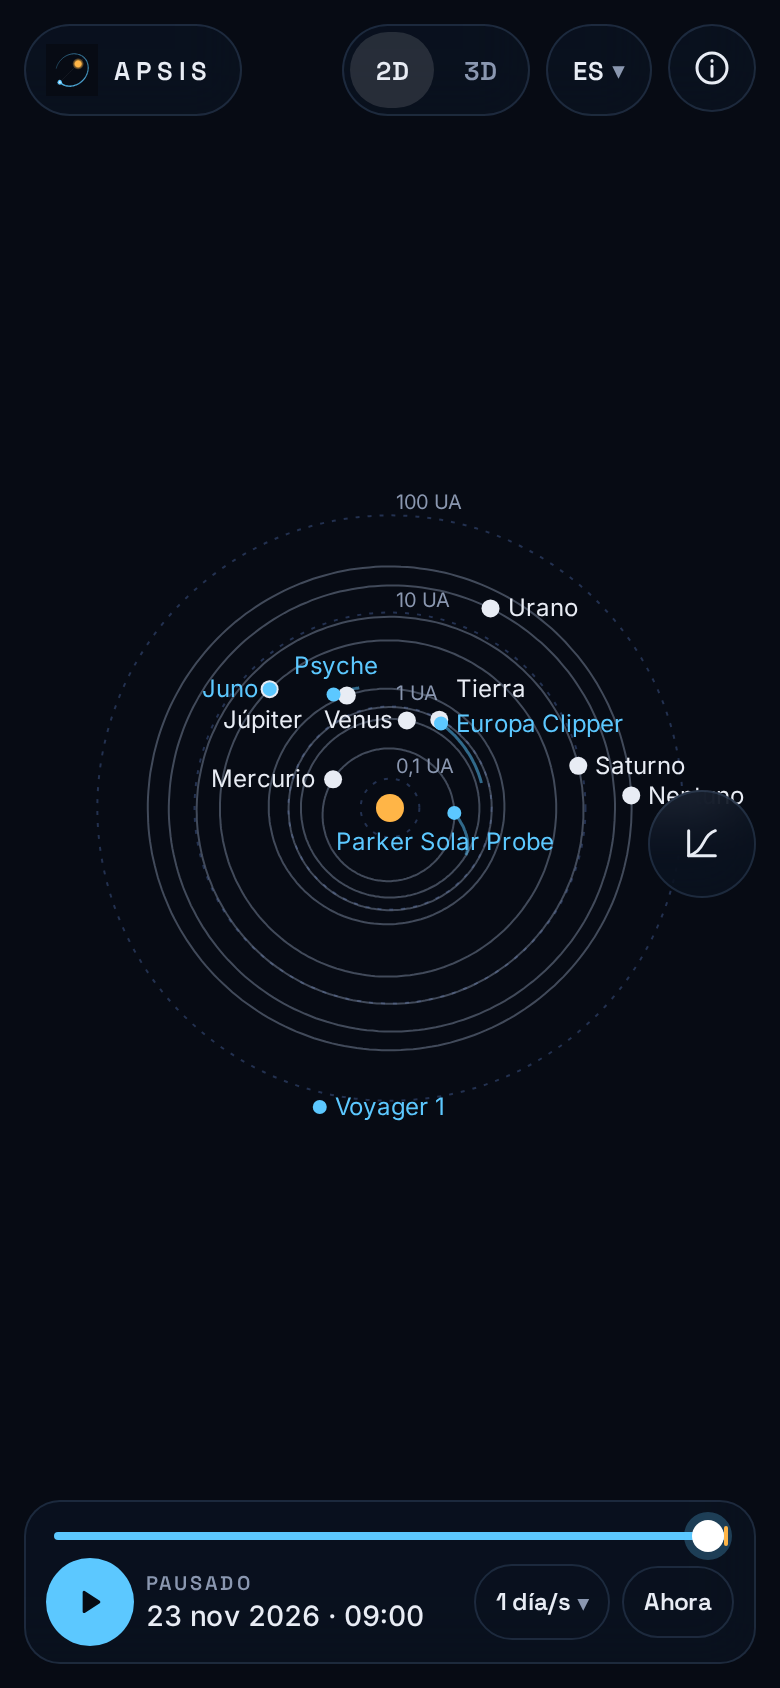 APSIS
2D
3D
ES ▾
100 UA
10 UA
Urano
Psyche
Juno
1 UA
Tierra
Júpiter
Venus
Europa Clipper
0,1 UA
Saturno
Mercurio
Neptuno
Parker Solar Probe
Voyager 1
PAUSADO
23 nov 2026 · 09:00
1 día/s ▾
Ahora